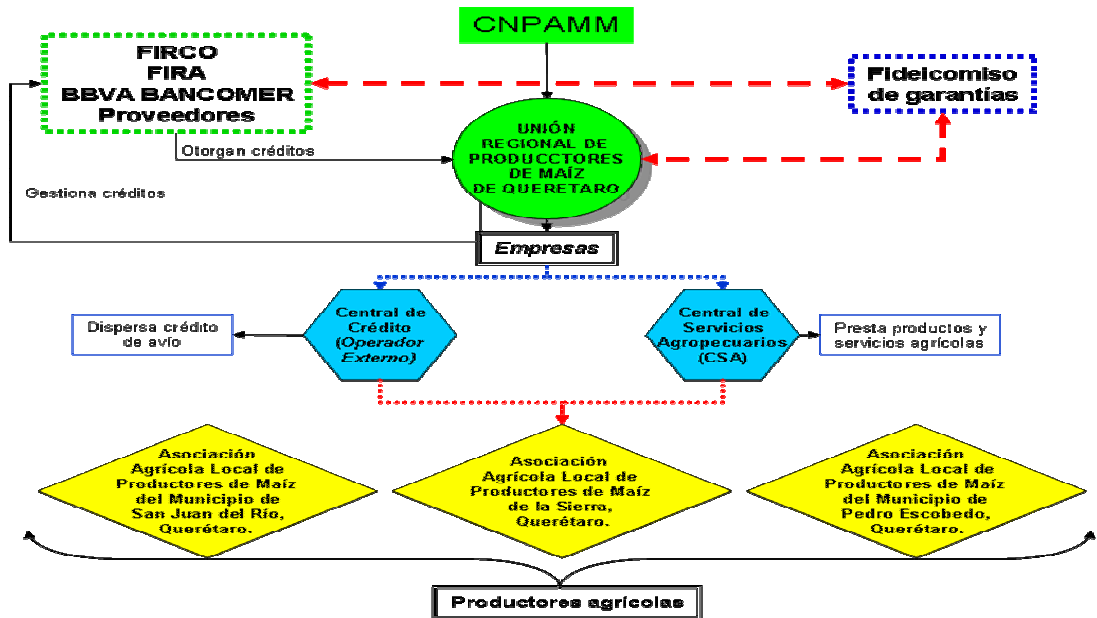 CNPAMM
FIRCO
FIRA
BBVA BANCOMER
Proveedores
Fideicomiso
de garantías
UNIÓN
REGIONAL DE
PRODUCCTORES
DE MAÍZ
DE QUERETARO
Otorgan créditos
Gestiona créditos
Empresas
Dispersa crédito
de avío
Central de
Crédito
(Operador
Externo)
Central de
Servicios
Agropecuarios
(CSA)
Presta productos y
servicios agrícolas
Asociación
Agrícola Local de
Productores de Maíz
del Municipio de
San Juan del Río,
Querétaro.
Asociación
Agrícola Local de
Productores de Maíz
de la Sierra,
Querétaro.
Asociación
Agrícola Local de
Productores de Maíz
del Municipio de
Pedro Escobedo,
Querétaro.
Productores agrícolas